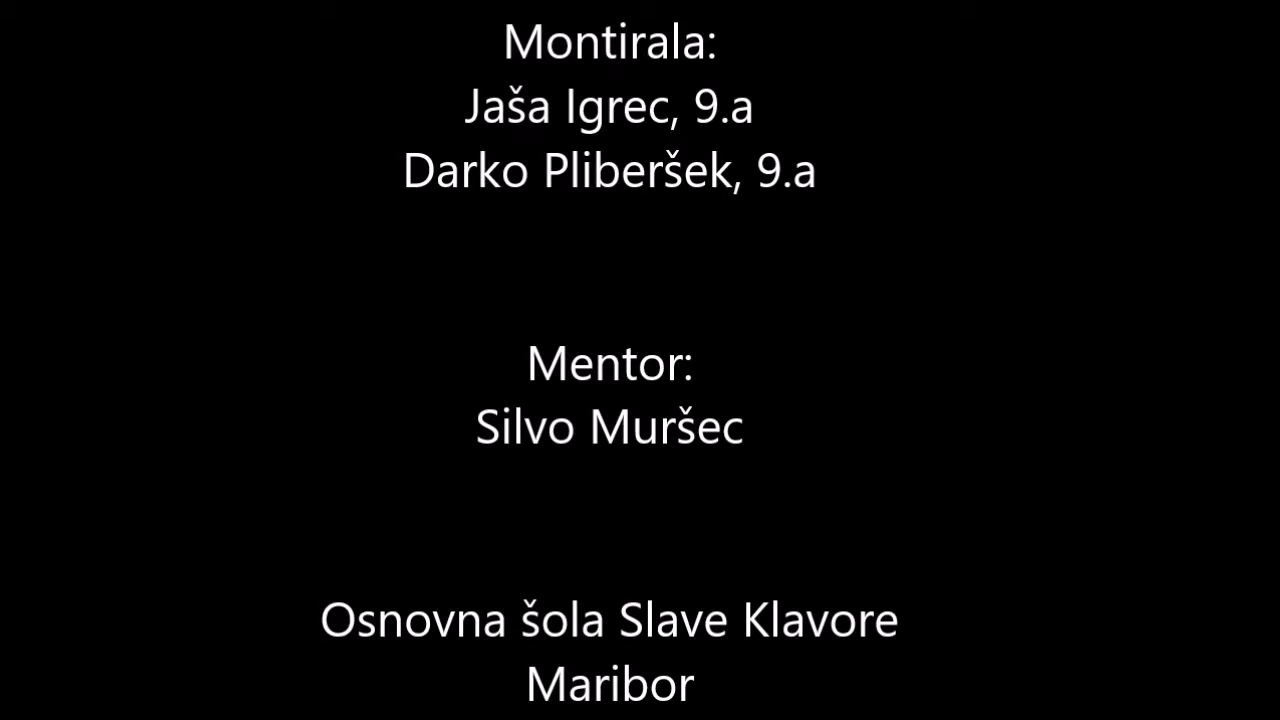 Montirala:
Jaša Igrec, 9.a
Darko Pliberšek, 9.a
Mentor:
Silvo Muršec
Osnovna šola Slave Klavore
Maribor